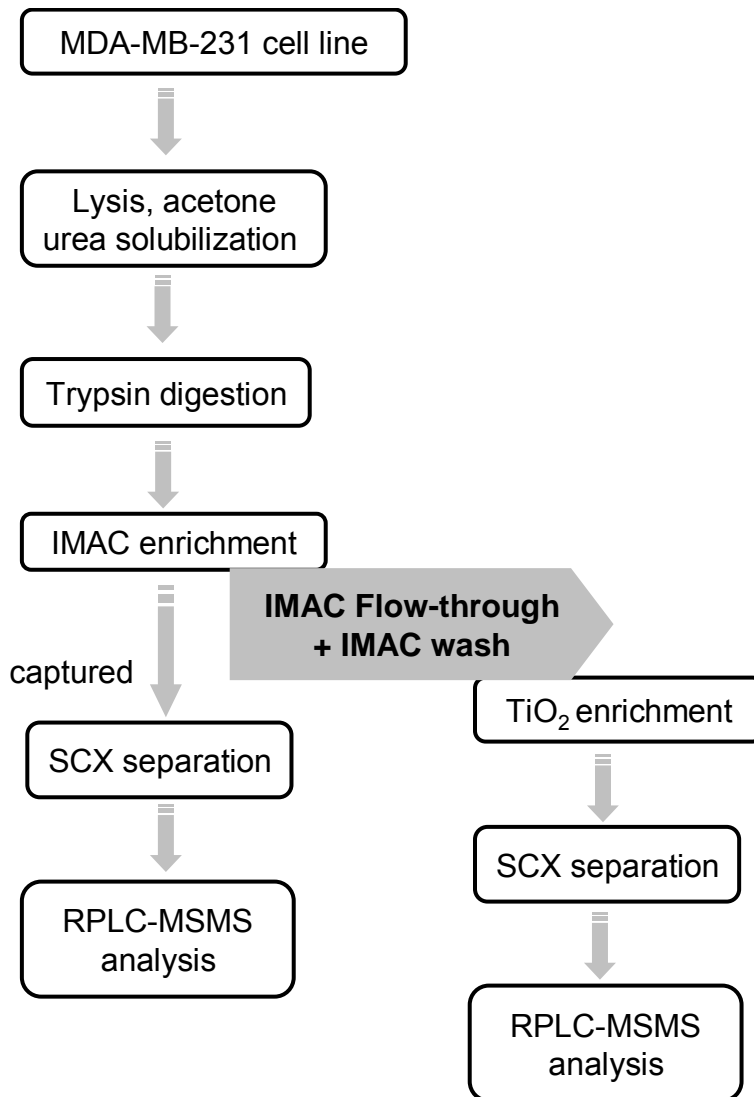 MDA-MB-231 cell line
Lysis, acetone
urea solubilization
Trypsin digestion
IMAC enrichment
IMAC Flow-through
+ IMAC wash
captured
SCX separation
RPLC-MSMS
analysis
TiO₂ enrichment
SCX separation
RPLC-MSMS
analysis